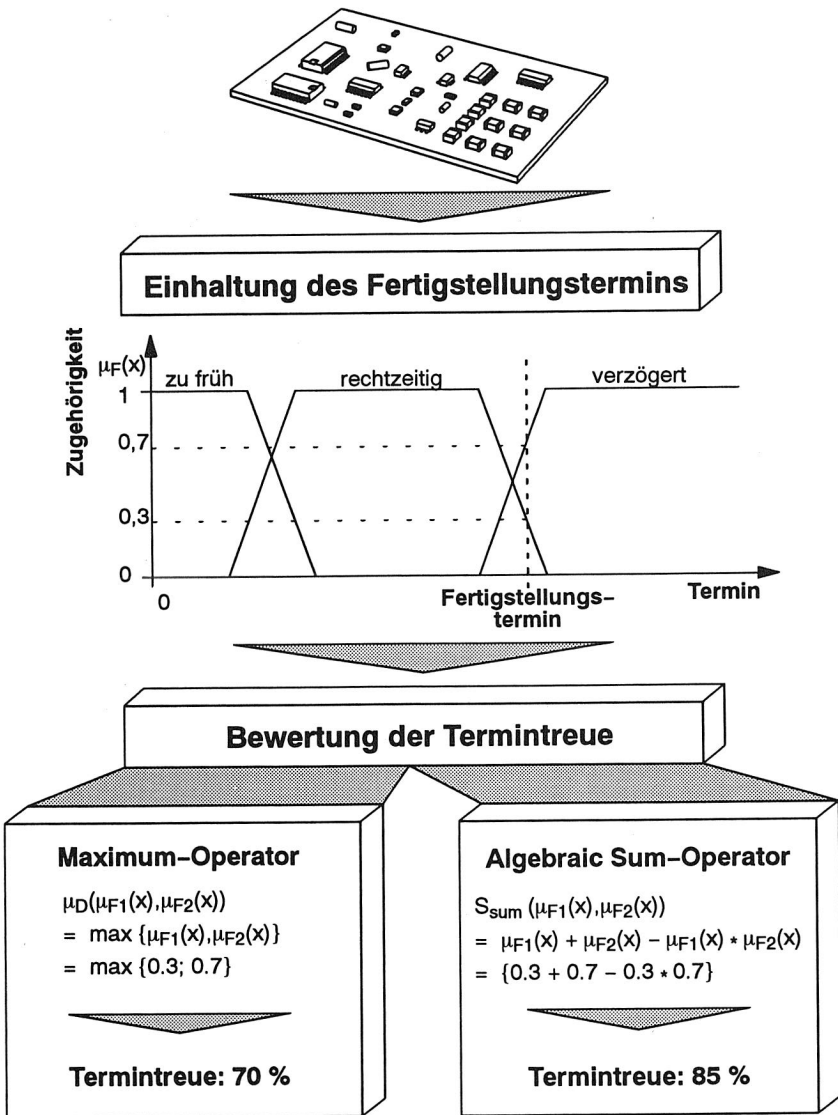 Einhaltung des Fertigstellungstermins
Zugehörigkeit
μF(x)
zu früh
rechtzeitig
verzögert
1
0,7
0,3
0
0
Fertigstellungs-
termin
Termin
Bewertung der Termintreue
Maximum-Operator
μD(μF1(x),μF2(x))
= max {μF1(x),μF2(x)}
= max {0.3; 0.7}
Termintreue: 70 %
Algebraic Sum-Operator
Ssum (μF1(x),μF2(x))
= μF1(x) + μF2(x) – μF1(x) * μF2(x)
= {0.3 + 0.7 – 0.3 * 0.7}
Termintreue: 85 %